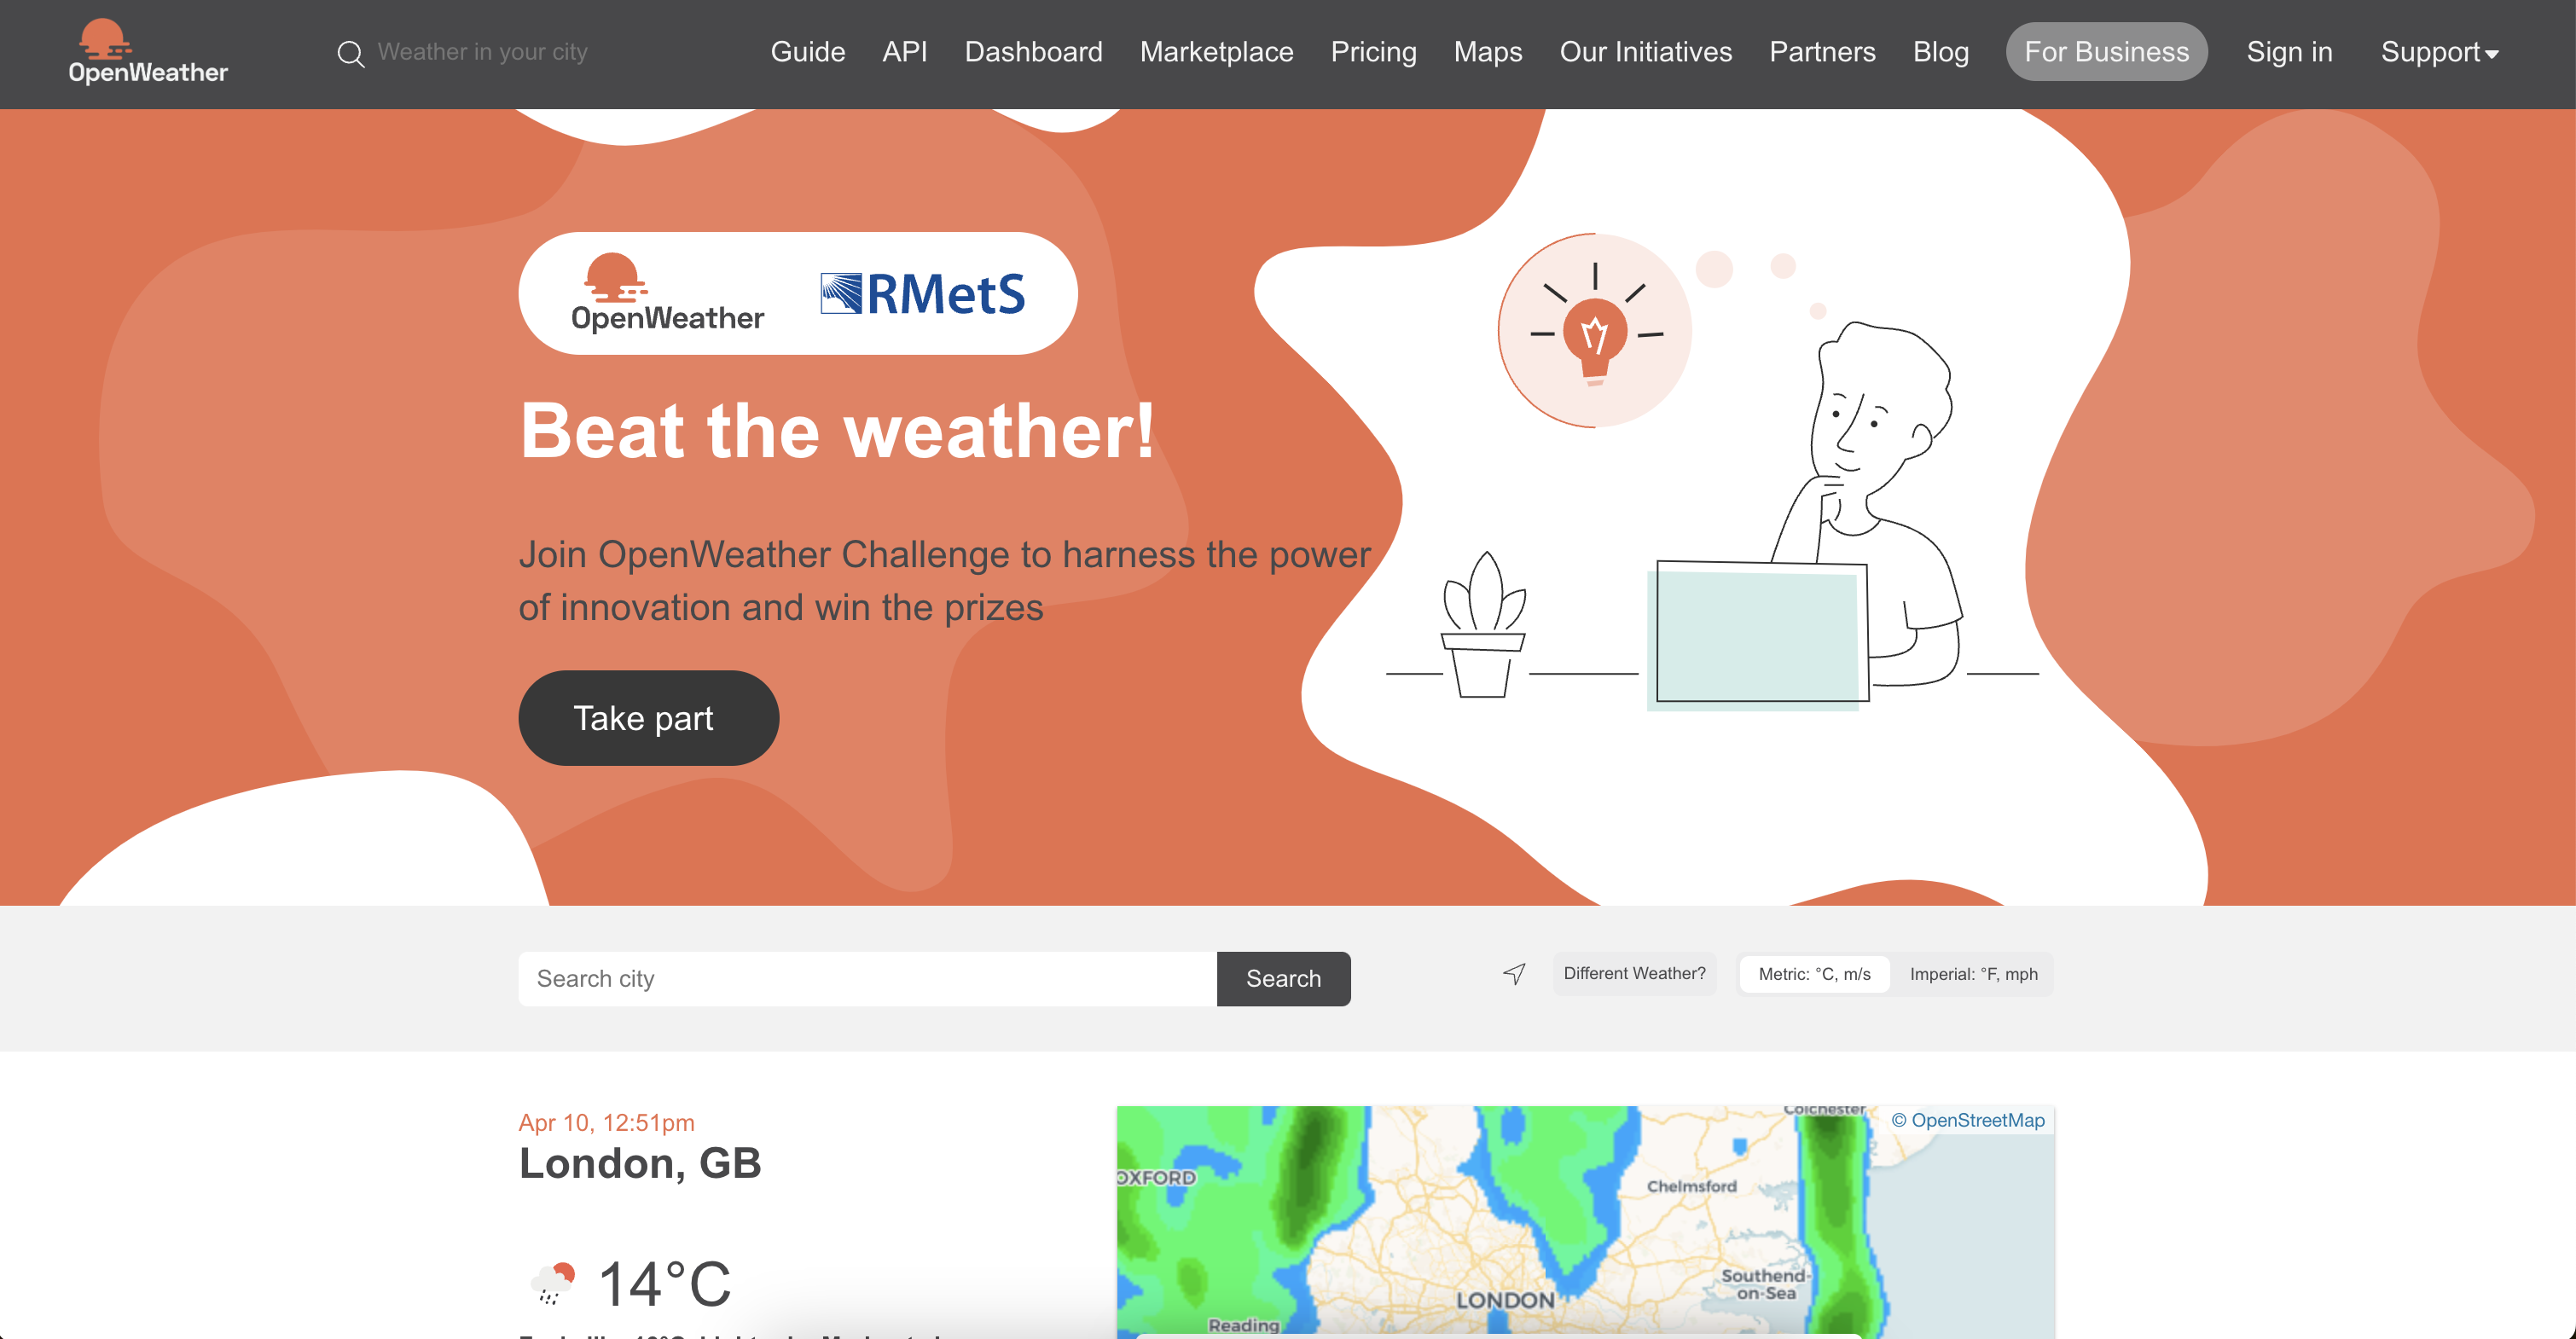 OpenWeather
Weather in your city
Guide API Dashboard Marketplace Pricing Maps Our Initiatives Partners Blog For Business Sign in Support
OpenWeather RMetS
Beat the weather!
Join OpenWeather Challenge to harness the power
of innovation and win the prizes
Take part
Search city
Search
Different Weather?
Metric: °C, m/s
Imperial: °F, mph
Apr 10, 12:51pm
London, GB
14°C
Colchester
© OpenStreetMap
OXFORD
Chelmsford
Southend-
on-Sea
LONDON
Reading